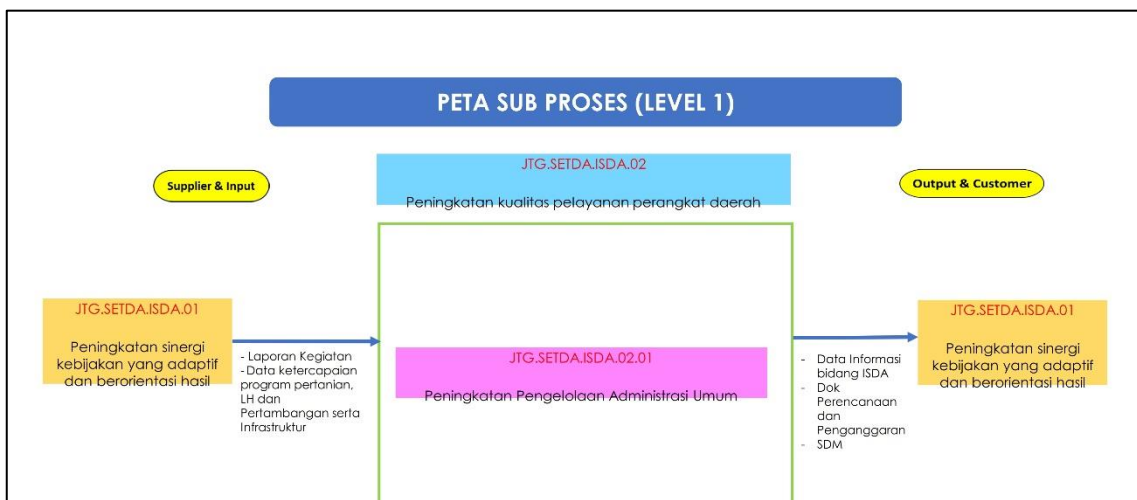 PETA SUB PROSES (LEVEL 1)
Supplier & Input
JTG.SETDA.ISDA.02
Peningkatan kualitas pelayanan perangkat daerah
Output & Customer
JTG.SETDA.ISDA.01
Peningkatan sinergi
kebijakan yang adaptif
dan berorientasi hasil
- Laporan Kegiatan
-Data ketercapaian
program pertanian,
LH dan
Pertambangan serta
Infrastruktur
JTG.SETDA.ISDA.02.01
Peningkatan Pengelolaan Administrasi Umum
- Data Informasi
bidang ISDA
- Dok
Perencanaan
dan
Penganggaran
- SDM
JTG.SETDA.ISDA.01
Peningkatan sinergi
kebijakan yang adaptif
dan berorientasi hasil